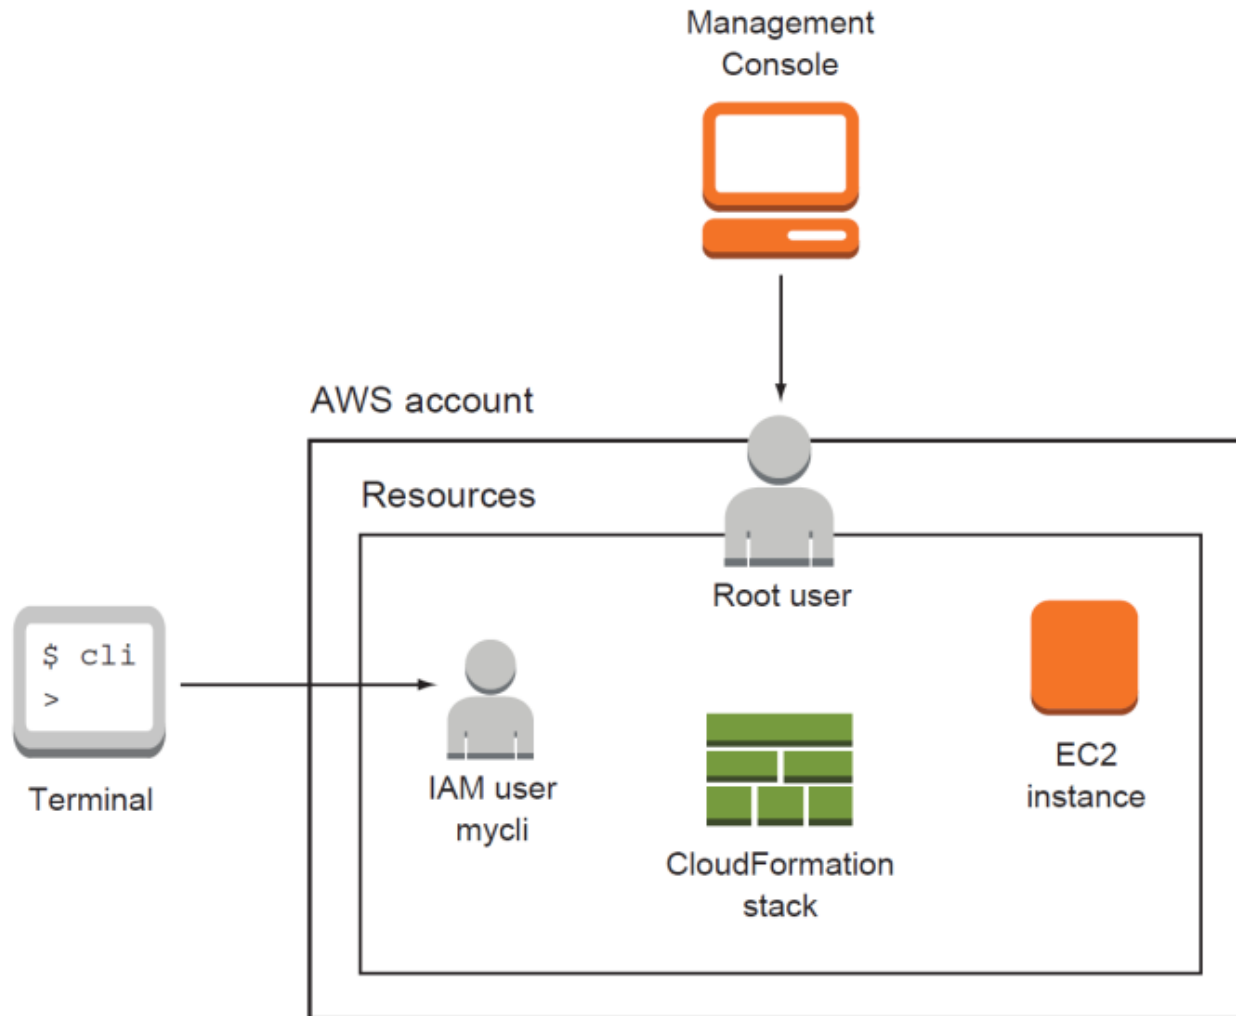 Management
Console
AWS account
Resources
Root user
$ cli
>
Terminal
IAM user
mycli
CloudFormation
stack
EC2
instance